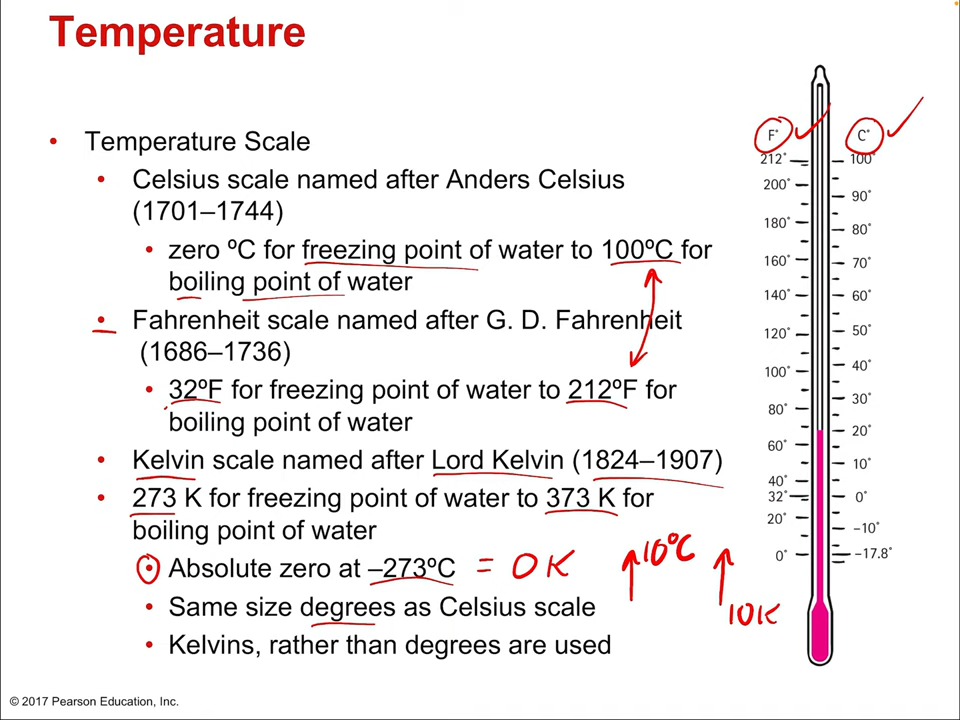 Temperature
• Temperature Scale
• Celsius scale named after Anders Celsius
(1701–1744)
• zero ºC for freezing point of water to 100ºC for
boiling point of water
• Fahrenheit scale named after G. D. Fahrenheit
(1686–1736)
• 32ºF for freezing point of water to 212ºF for
boiling point of water
• Kelvin scale named after Lord Kelvin (1824–1907)
• 273 K for freezing point of water to 373 K for
boiling point of water
• Absolute zero at –273ºC = 0K
• Same size degrees as Celsius scale
• Kelvins, rather than degrees are used
↑10°C
↑10K
F° C°
212° 100°
200° 90°
180° 80°
160° 70°
140° 60°
120° 50°
100° 40°
80° 30°
60° 20°
40° 10°
32° 0°
20° –10°
0° –17.8°
© 2017 Pearson Education, Inc.